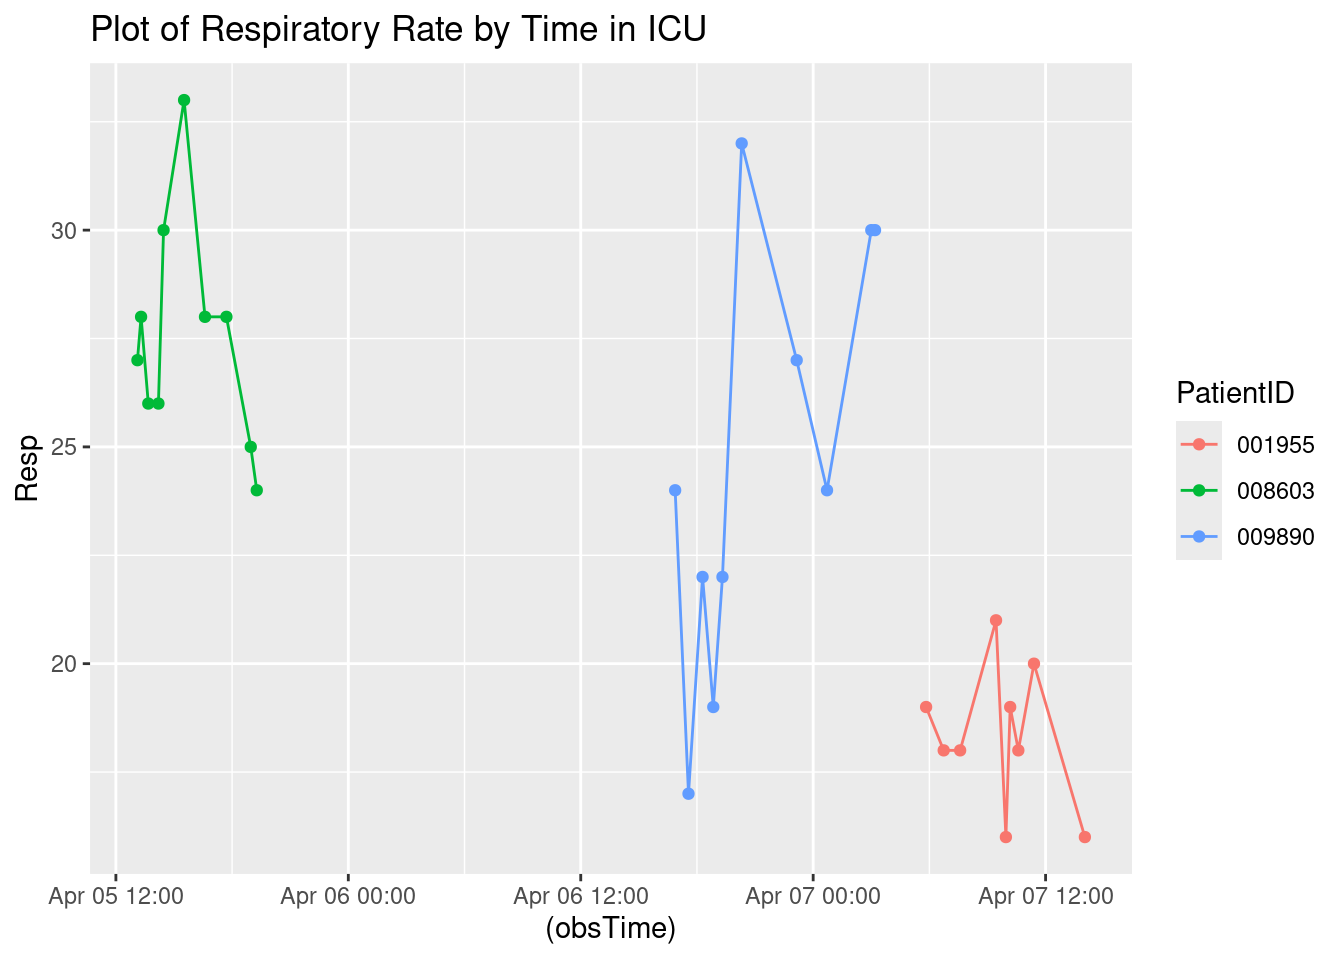 Plot of Respiratory Rate by Time in ICU
Resp
30
25
20
Apr 05 12:00 Apr 06 00:00 Apr 06 12:00 Apr 07 00:00 Apr 07 12:00
(obsTime)
PatientID
001955
008603
009890